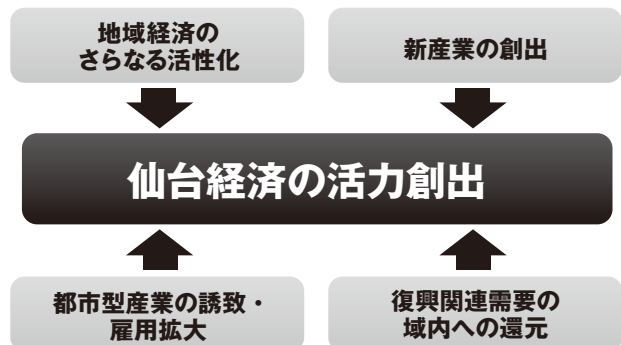 地域経済の
さらなる活性化
新産業の創出
仙台経済の活力創出
都市型産業の誘致・
雇用拡大
復興関連需要の
域内への還元